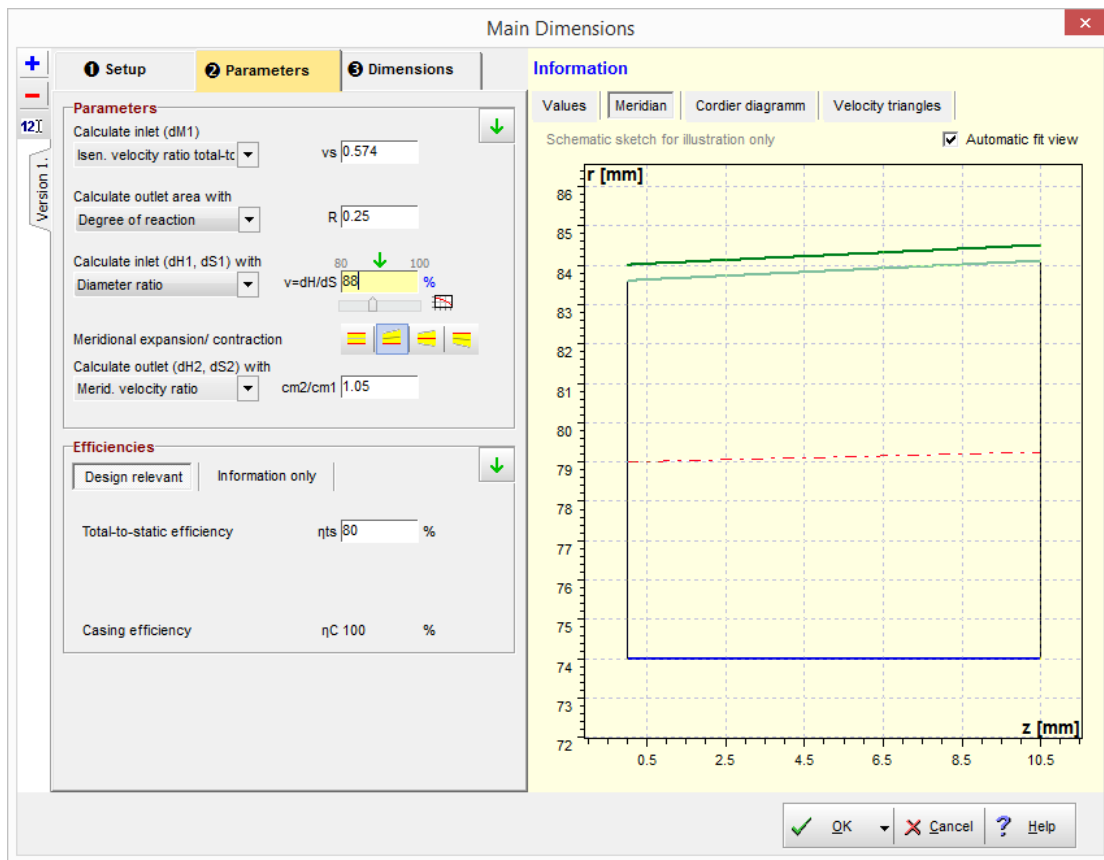 Main Dimensions
Version 1.
❶ Setup
❷ Parameters
❸ Dimensions
Parameters
Calculate inlet (dM1)
Isen. velocity ratio total-to
νs 0.574
Calculate outlet area with
Degree of reaction
R 0.25
Calculate inlet (dH1, dS1) with
80 100
Diameter ratio
ν=dH/dS 88 %
Meridional expansion/ contraction
Calculate outlet (dH2, dS2) with
Merid. velocity ratio
cm2/cm1 1.05
Efficiencies
Design relevant
Information only
Total-to-static efficiency ηts 80 %
Casing efficiency ηC 100 %
Information
Values
Meridian
Cordier diagramm
Velocity triangles
Schematic sketch for illustration only
Automatic fit view
r [mm]
86
85
84
83
82
81
80
79
78
77
76
75
74
73
72
z [mm]
0.5 2.5 4.5 6.5 8.5 10.5
OK
Cancel
Help